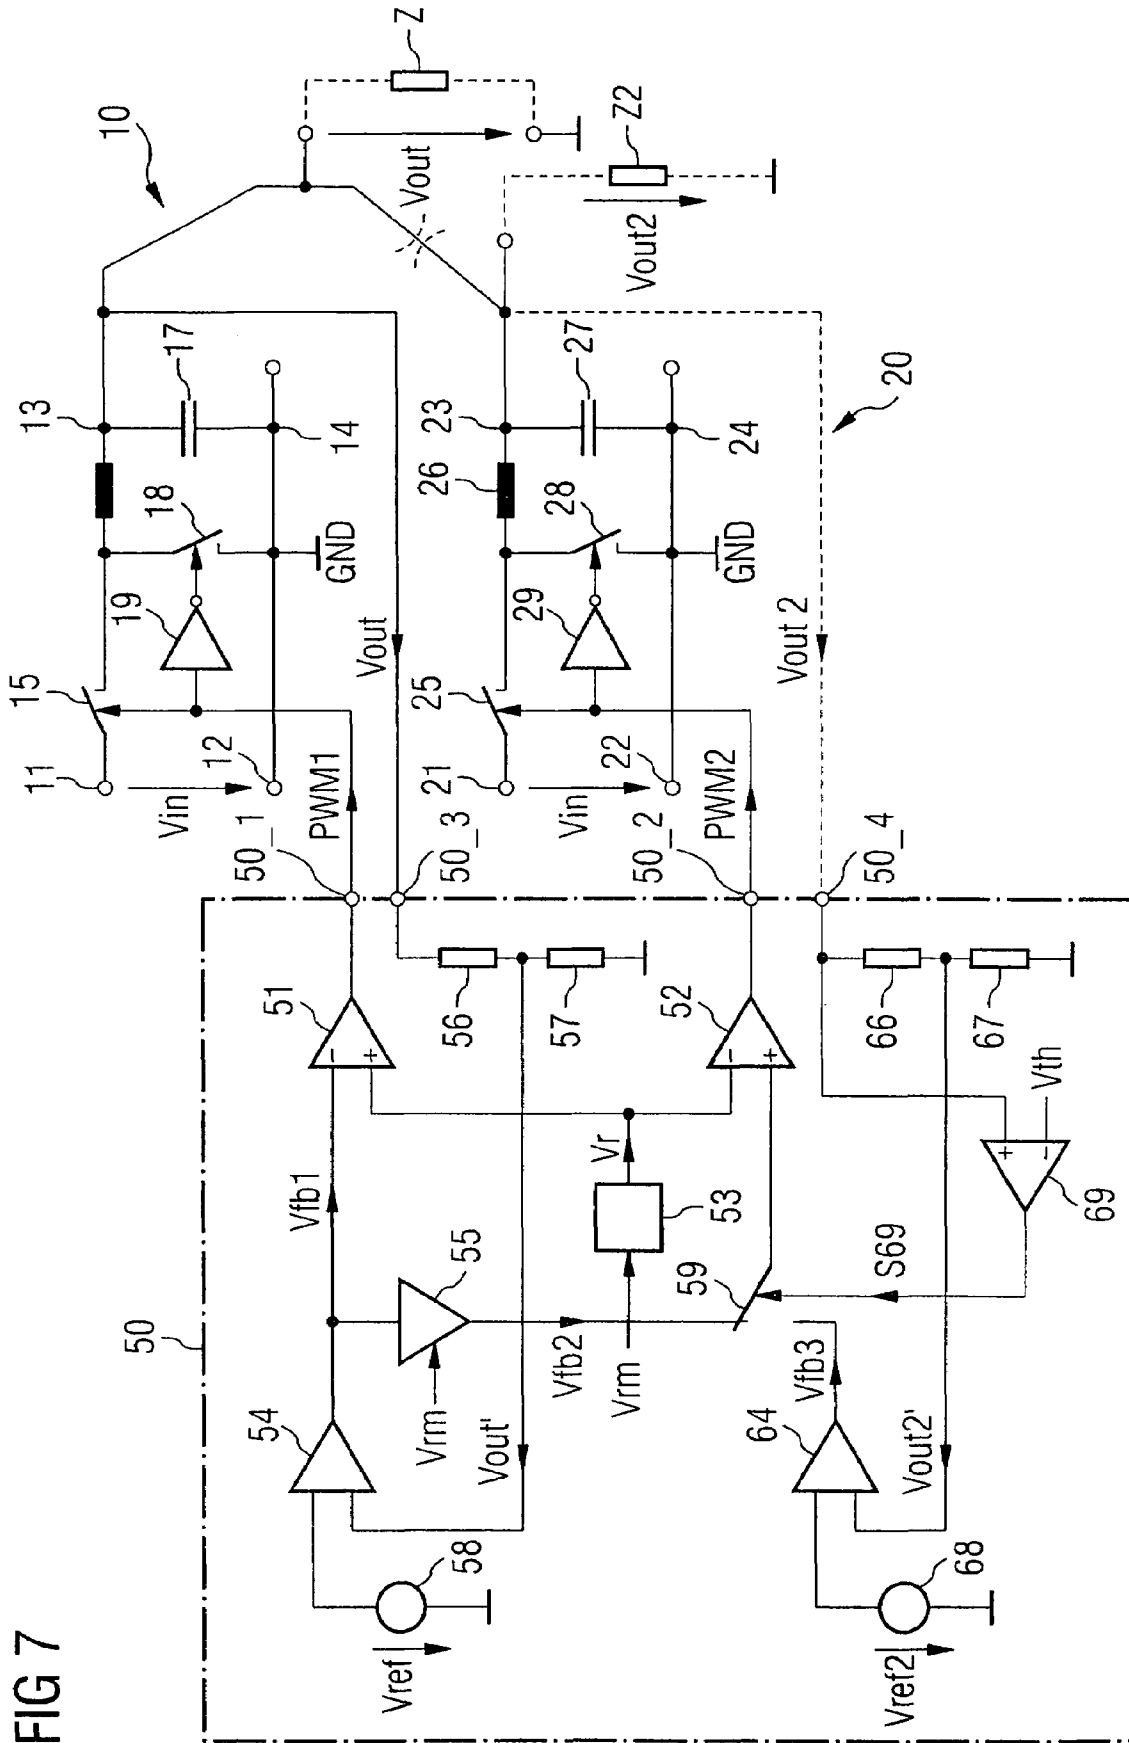 FIG 7
10
Z
Vout
Vout
Z2
Vout2
13
17
14
18
GND
19
15
11
12
Vin
PWM1
50_1
Vout
50_3
23
27
24
26
28
GND
29
25
21
22
Vin
PWM2
50_2
20
Vout 2
50_4
50
51
-
+
56
57
Vfb1
55
Vrm
54
Vout'
58
Vref
Vr
53
Vrm
Vfb2
52
-
+
59
66
67
Vth
+
-
69
S69
Vfb3
64
Vout2'
68
Vref2